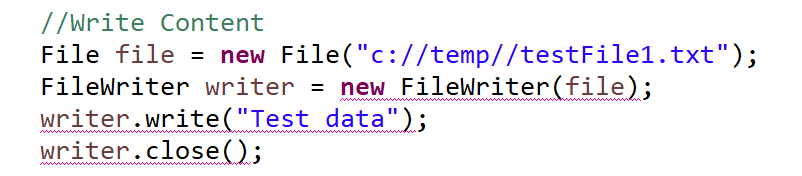 //Write Content
File file = new File("c://temp//testFile1.txt");
FileWriter writer = new FileWriter(file);
writer.write("Test data");
writer.close();